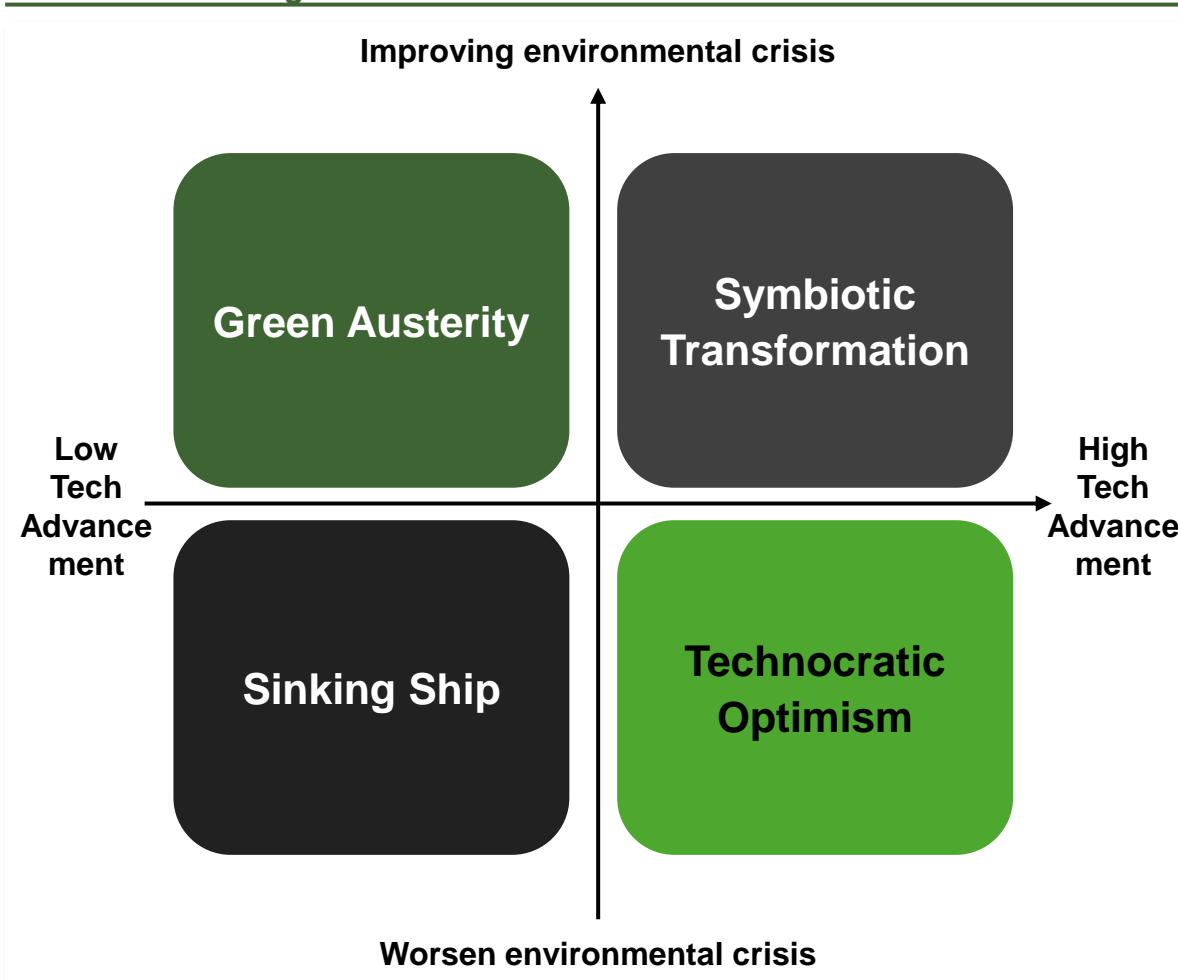 Improving environmental crisis
Green Austerity
Symbiotic
Transformation
Low
Tech
Advance
ment
High
Tech
Advance
ment
Sinking Ship
Technocratic
Optimism
Worsen environmental crisis